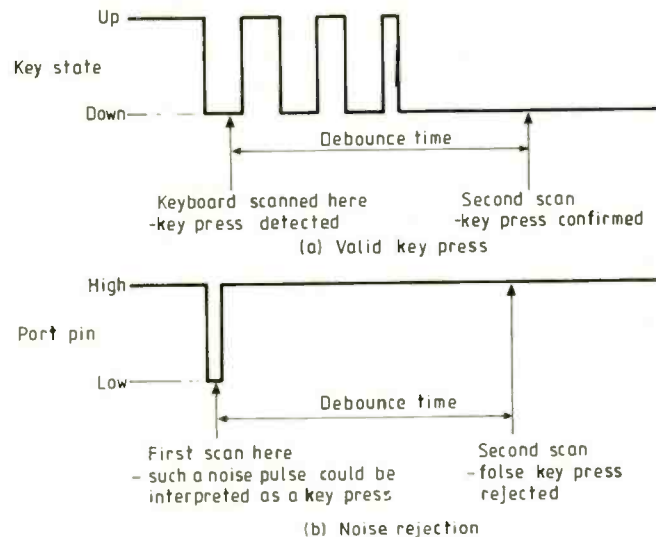 Up
Key state
Down
Debounce time
Keyboard scanned here
-key press detected
Second scan
-key press confirmed
(a) Valid key press
High
Port pin
Low
Debounce time
First scan here
- such a noise pulse could be
interpreted as a key press
Second scan
-folse key press
rejected
(b) Noise rejection